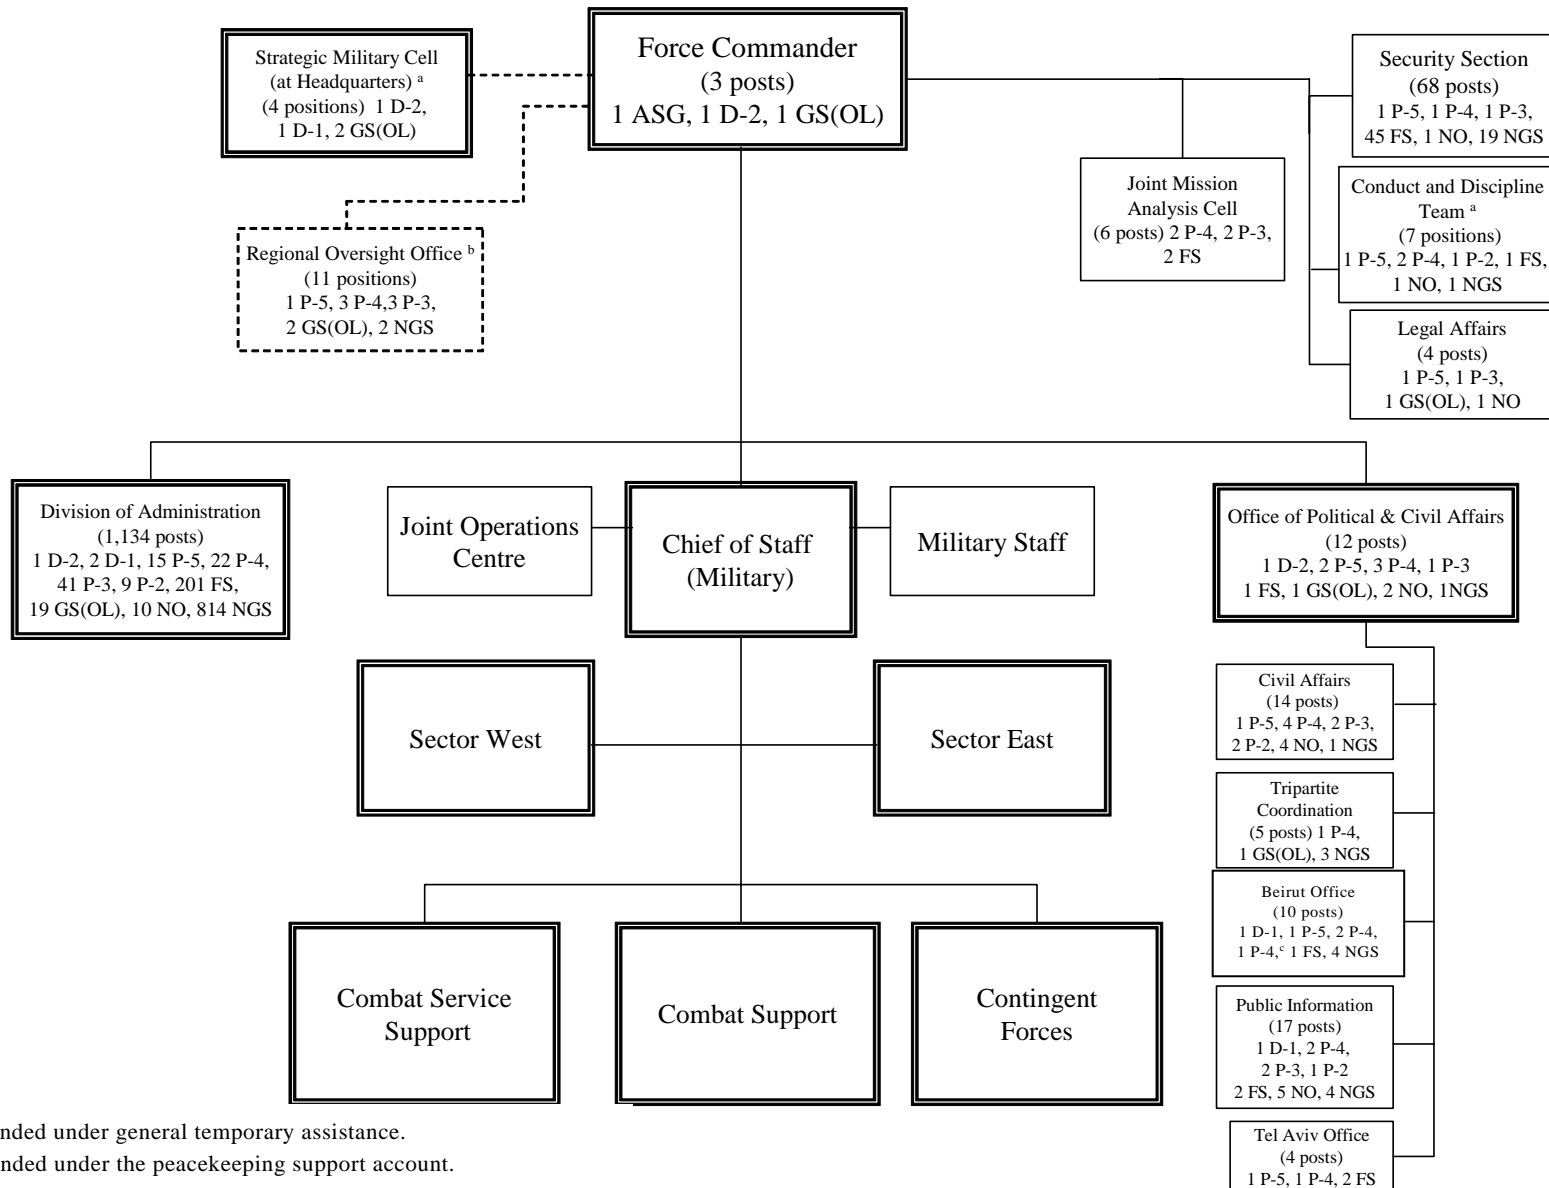 Strategic Military Cell
(at Headquarters) a
(4 positions) 1 D-2,
1 D-1, 2 GS(OL)
Force Commander
(3 posts)
1 ASG, 1 D-2, 1 GS(OL)
Security Section
(68 posts)
1 P-5, 1 P-4, 1 P-3,
45 FS, 1 NO, 19 NGS
Joint Mission
Analysis Cell
(6 posts) 2 P-4, 2 P-3,
2 FS
Conduct and Discipline
Team a
(7 positions)
1 P-5, 2 P-4, 1 P-2, 1 FS,
1 NO, 1 NGS
Regional Oversight Office b
(11 positions)
1 P-5, 3 P-4,3 P-3,
2 GS(OL), 2 NGS
Legal Affairs
(4 posts)
1 P-5, 1 P-3,
1 GS(OL), 1 NO
Division of Administration
(1,134 posts)
1 D-2, 2 D-1, 15 P-5, 22 P-4,
41 P-3, 9 P-2, 201 FS,
19 GS(OL), 10 NO, 814 NGS
Joint Operations
Centre
Chief of Staff
(Military)
Military Staff
Office of Political & Civil Affairs
(12 posts)
1 D-2, 2 P-5, 3 P-4, 1 P-3
1 FS, 1 GS(OL), 2 NO, 1NGS
Sector West
Sector East
Civil Affairs
(14 posts)
1 P-5, 4 P-4, 2 P-3,
2 P-2, 4 NO, 1 NGS
Tripartite
Coordination
(5 posts) 1 P-4,
1 GS(OL), 3 NGS
Beirut Office
(10 posts)
1 D-1, 1 P-5, 2 P-4,
1 P-4,c 1 FS, 4 NGS
Combat Service
Support
Combat Support
Contingent
Forces
Public Information
(17 posts)
1 D-1, 2 P-4,
2 P-3, 1 P-2
2 FS, 5 NO, 4 NGS
Tel Aviv Office
(4 posts)
1 P-5, 1 P-4, 2 FS
nded under general temporary assistance.
nded under the peacekeeping support account.